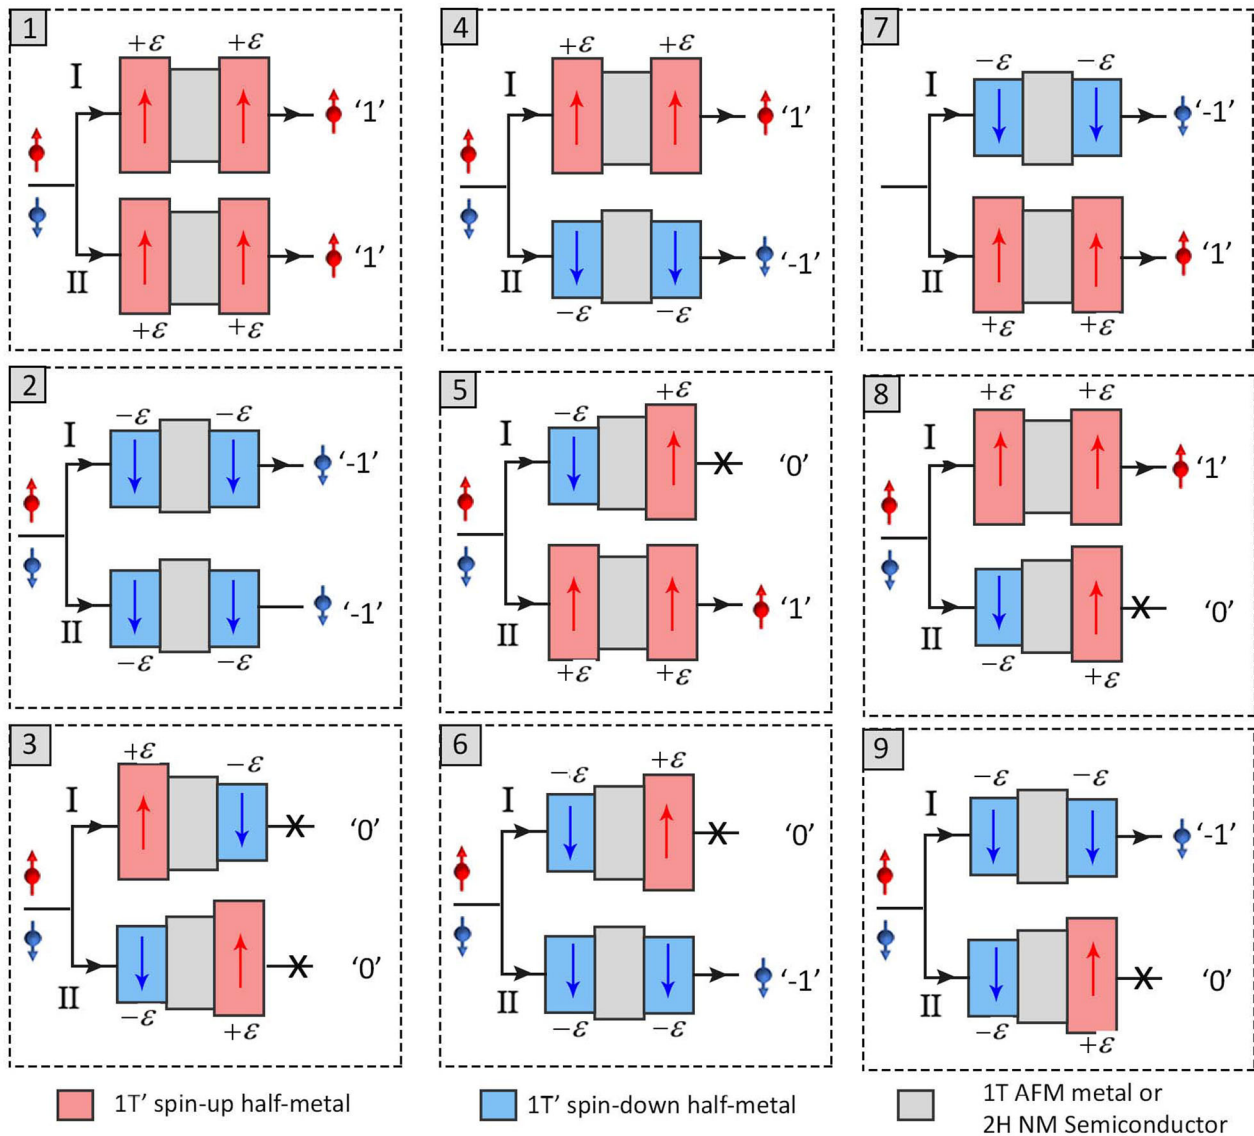 1
+ε +ε
I
'1'
'1'
II
+ε +ε
4
+ε +ε
I
'1'
'-1'
II
−ε −ε
7
−ε −ε
I
'-1'
'1'
II
+ε +ε
2
−ε −ε
I
'-1'
'-1'
II
−ε −ε
5
−ε +ε
I
'0'
'1'
II
+ε +ε
8
+ε +ε
I
'1'
'0'
II
−ε +ε
3
+ε −ε
I
'0'
'0'
II
−ε +ε
6
−ε +ε
I
'0'
'-1'
II
−ε −ε
9
−ε −ε
I
'-1'
'0'
II
−ε +ε
1T' spin-up half-metal
1T' spin-down half-metal
1T AFM metal or
2H NM Semiconductor